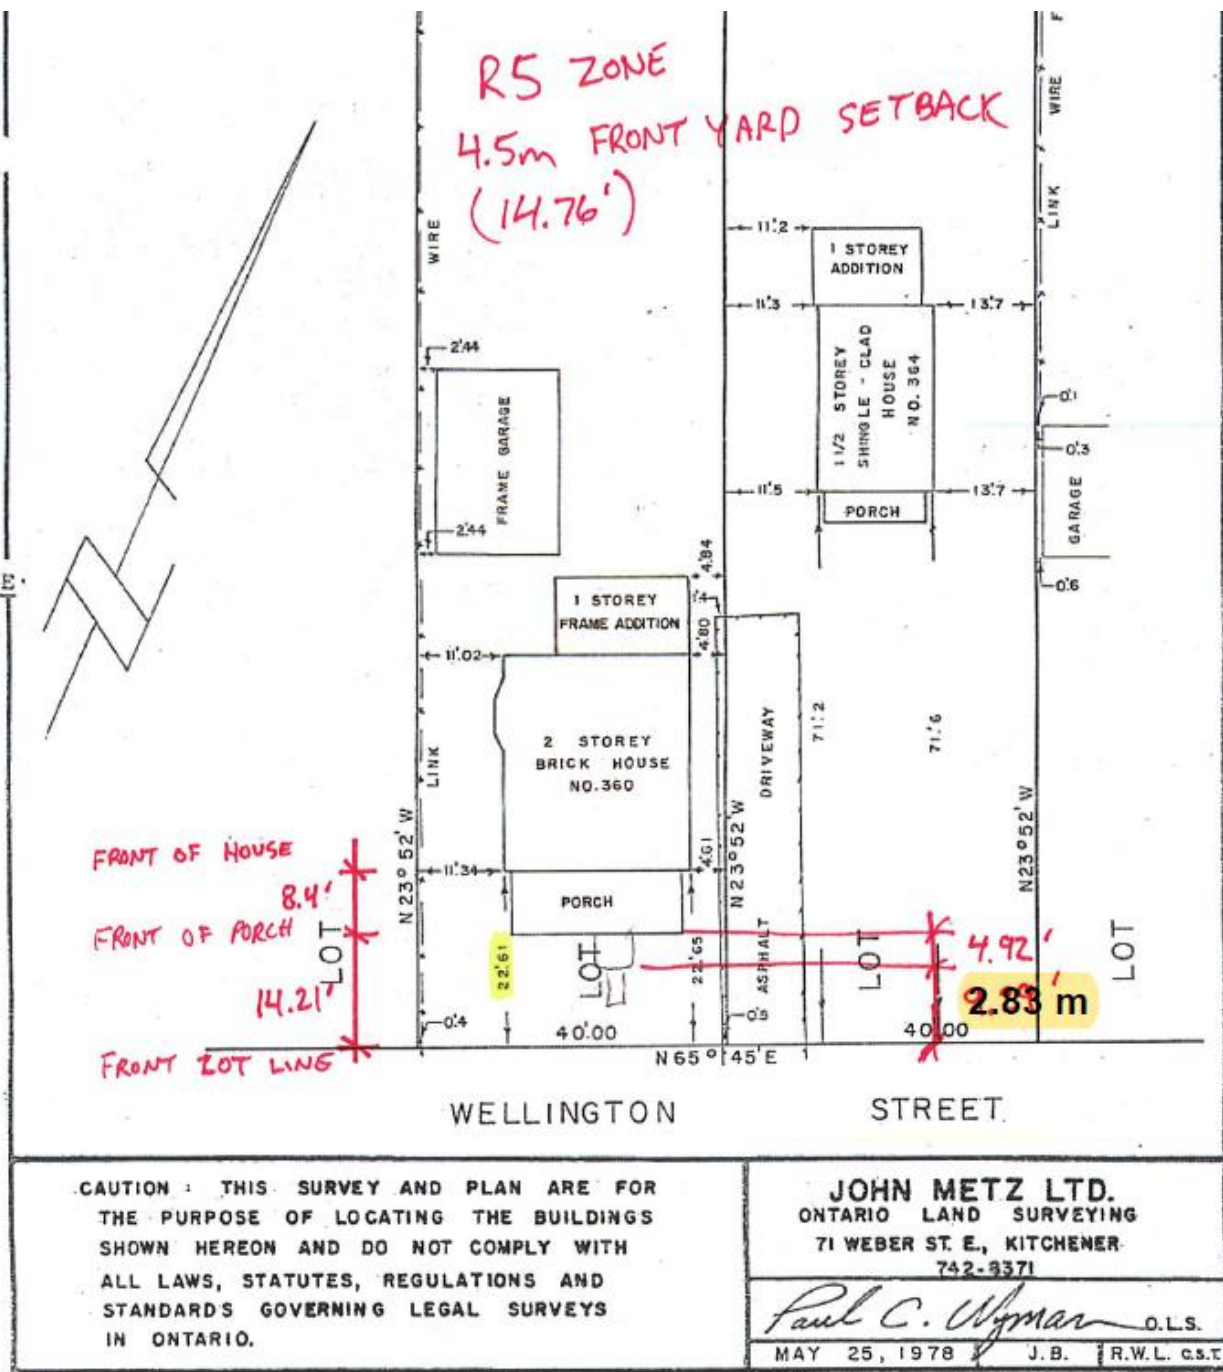 R5 ZONE
4.5m FRONT YARD SETBACK
(14.76')
WIRE
WIRE
LINK
11'.2
1 STOREY
ADDITION
11'.3
13'.7
2'.44
1 1/2 STOREY
SHINGLE - CLAD
HOUSE
NO. 364
FRAME GARAGE
0'.1
0'.3
11'.5
13'.7
PORCH
GARAGE
2'.44
4'.84
0'.6
1 STOREY
FRAME ADDITION
4'.80
11'.02
71'.2
71'.6
2 STOREY
BRICK HOUSE
NO. 360
DRIVEWAY
LINK
N 23° 52' W
N 23° 52' W
N 23° 52' W
FRONT OF HOUSE
11'.34
4'.61
8.4'
PORCH
FRONT OF PORCH
LOT
22'.61
LOT
22'.65
ASPHALT
LOT
4.92'
LOT
14.21'
2.83 m
0'.4
40'.00
0'.5
40'.00
FRONT LOT LINE
N 65° 45' E
WELLINGTON STREET
CAUTION : THIS SURVEY AND PLAN ARE FOR
THE PURPOSE OF LOCATING THE BUILDINGS
SHOWN HEREON AND DO NOT COMPLY WITH
ALL LAWS, STATUTES, REGULATIONS AND
STANDARDS GOVERNING LEGAL SURVEYS
IN ONTARIO.
JOHN METZ LTD.
ONTARIO LAND SURVEYING
71 WEBER ST. E., KITCHENER
742-8371
Paul C. Wyman O.L.S.
MAY 25, 1978
J.B.
R.W.L. C.S.T.